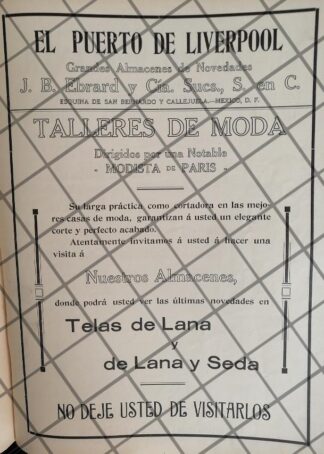 EL PUERTO DE LIVERPOOL
Grandes Almacenes de Novedades
J. B. Ebrard y Cía. Sucs., S. en C.
ESQUINA DE SAN BERNARDO Y CALLEJUELA.—MEXICO, D. F.
TALLERES DE MODA
Dirigidos por una Notable
- MODISTA DE PARIS -
Su larga práctica como cortadora en las mejo-
res casas de moda, garantizan á usted un elegante
corte y perfecto acabado.
Atentamente invitamos á usted á hacer una
visita á
Nuestros Almacenes,
donde podrá usted ver las últimas novedades en
Telas de Lana
y
de Lana y Seda
NO DEJE USTED DE VISITARLOS